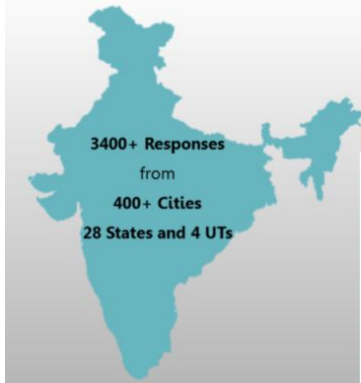 3400+ Responses
from
400+ Cities
28 States and 4 UTs